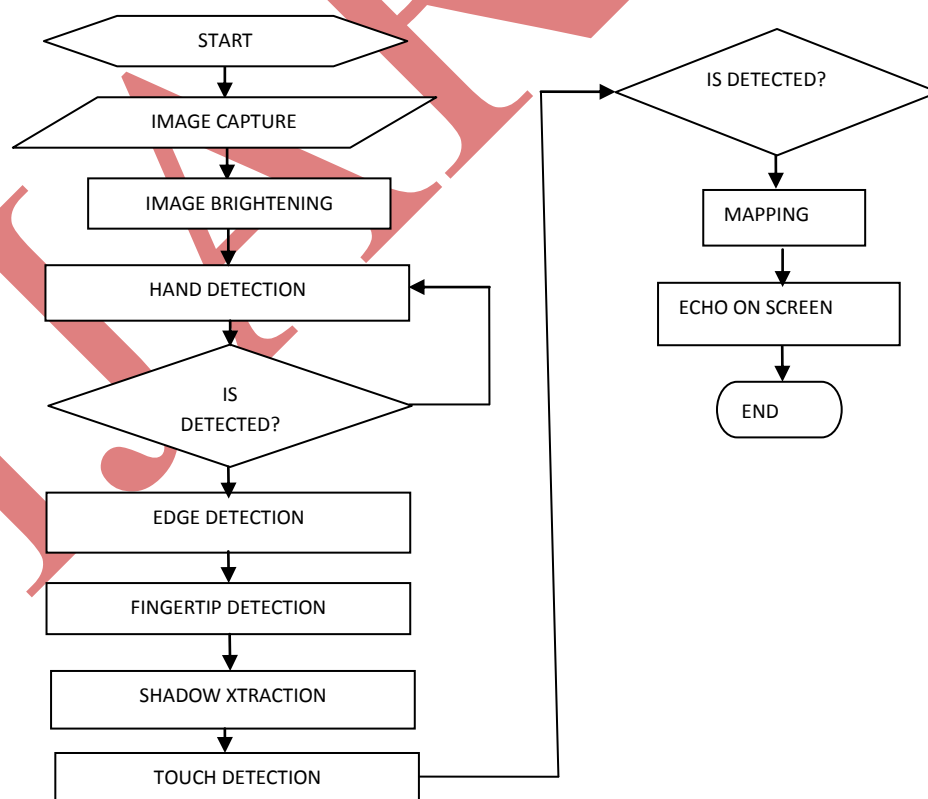 START
IMAGE CAPTURE
IMAGE BRIGHTENING
HAND DETECTION
IS
DETECTED?
EDGE DETECTION
FINGERTIP DETECTION
SHADOW XTRACTION
TOUCH DETECTION
IS DETECTED?
MAPPING
ECHO ON SCREEN
END